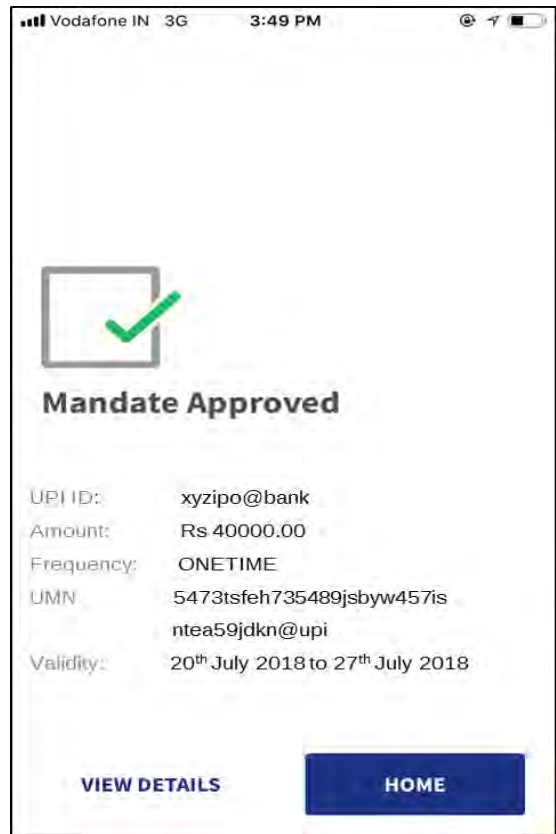 Vodafone IN 3G 3:49 PM
Mandate Approved
UPI ID: xyzipo@bank
Amount: Rs 40000.00
Frequency: ONETIME
UMN 5473tsfeh735489jsbyw457is
ntea59jdkn@upi
Validity: 20th July 2018 to 27th July 2018
VIEW DETAILS HOME